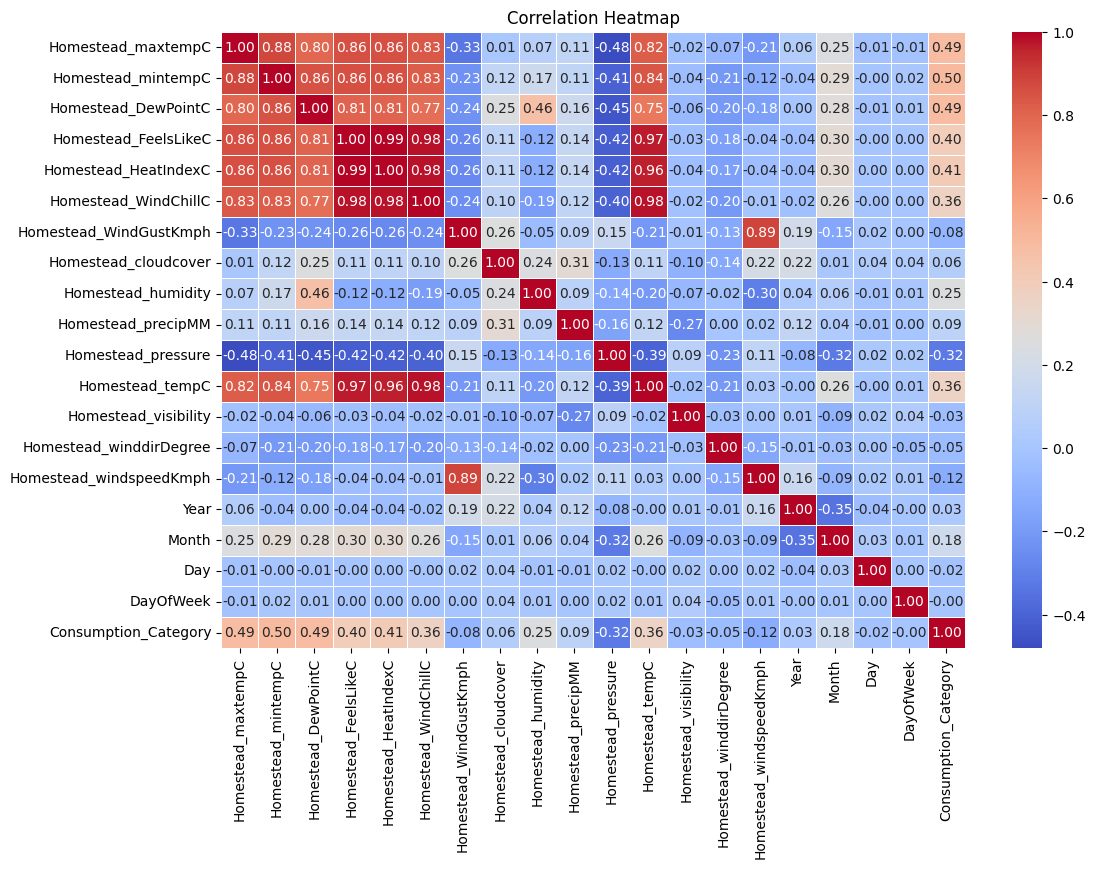 Correlation Heatmap
Homestead_maxtempC 1.00 0.88 0.80 0.86 0.86 0.83 -0.33 0.01 0.07 0.11 -0.48 0.82 -0.02 -0.07 -0.21 0.06 0.25 -0.01 -0.01 0.49
Homestead_mintempC 0.88 1.00 0.86 0.86 0.86 0.83 -0.23 0.12 0.17 0.11 -0.41 0.84 -0.04 -0.21 -0.12 -0.04 0.29 -0.00 0.02 0.50
Homestead_DewPointC 0.80 0.86 1.00 0.81 0.81 0.77 -0.24 0.25 0.46 0.16 -0.45 0.75 -0.06 -0.20 -0.18 0.00 0.28 -0.01 0.01 0.49
Homestead_FeelsLikeC 0.86 0.86 0.81 1.00 0.99 0.98 -0.26 0.11 -0.12 0.14 -0.42 0.97 -0.03 -0.18 -0.04 -0.04 0.30 -0.00 0.00 0.40
Homestead_HeatIndexC 0.86 0.86 0.81 0.99 1.00 0.98 -0.26 0.11 -0.12 0.14 -0.42 0.96 -0.04 -0.17 -0.04 -0.04 0.30 0.00 0.00 0.41
Homestead_WindChillC 0.83 0.83 0.77 0.98 0.98 1.00 -0.24 0.10 -0.19 0.12 -0.40 0.98 -0.02 -0.20 -0.01 -0.02 0.26 -0.00 0.00 0.36
Homestead_WindGustKmph -0.33 -0.23 -0.24 -0.26 -0.26 -0.24 1.00 0.26 -0.05 0.09 0.15 -0.21 -0.01 -0.13 0.89 0.19 -0.15 0.02 0.00 -0.08
Homestead_cloudcover 0.01 0.12 0.25 0.11 0.11 0.10 0.26 1.00 0.24 0.31 -0.13 0.11 -0.10 -0.14 0.22 0.22 0.01 0.04 0.04 0.06
Homestead_humidity 0.07 0.17 0.46 -0.12 -0.12 -0.19 -0.05 0.24 1.00 0.09 -0.14 -0.20 -0.07 -0.02 -0.30 0.04 0.06 -0.01 0.01 0.25
Homestead_precipMM 0.11 0.11 0.16 0.14 0.14 0.12 0.09 0.31 0.09 1.00 -0.16 0.12 -0.27 0.00 0.02 0.12 0.04 -0.01 0.00 0.09
Homestead_pressure -0.48 -0.41 -0.45 -0.42 -0.42 -0.40 0.15 -0.13 -0.14 -0.16 1.00 -0.39 0.09 -0.23 0.11 -0.08 -0.32 0.02 0.02 -0.32
Homestead_tempC 0.82 0.84 0.75 0.97 0.96 0.98 -0.21 0.11 -0.20 0.12 -0.39 1.00 -0.02 -0.21 0.03 -0.00 0.26 -0.00 0.01 0.36
Homestead_visibility -0.02 -0.04 -0.06 -0.03 -0.04 -0.02 -0.01 -0.10 -0.07 -0.27 0.09 -0.02 1.00 -0.03 0.00 0.01 -0.09 0.02 0.04 -0.03
Homestead_winddirDegree -0.07 -0.21 -0.20 -0.18 -0.17 -0.20 -0.13 -0.14 -0.02 0.00 -0.23 -0.21 -0.03 1.00 -0.15 -0.01 -0.03 0.00 -0.05 -0.05
Homestead_windspeedKmph -0.21 -0.12 -0.18 -0.04 -0.04 -0.01 0.89 0.22 -0.30 0.02 0.11 0.03 0.00 -0.15 1.00 0.16 -0.09 0.02 0.01 -0.12
Year 0.06 -0.04 0.00 -0.04 -0.04 -0.02 0.19 0.22 0.04 0.12 -0.08 -0.00 0.01 -0.01 0.16 1.00 -0.35 -0.04 -0.00 0.03
Month 0.25 0.29 0.28 0.30 0.30 0.26 -0.15 0.01 0.06 0.04 -0.32 0.26 -0.09 -0.03 -0.09 -0.35 1.00 0.03 0.01 0.18
Day -0.01 -0.00 -0.01 -0.00 0.00 -0.00 0.02 0.04 -0.01 -0.01 0.02 -0.00 0.02 0.00 0.02 -0.04 0.03 1.00 0.00 -0.02
DayOfWeek -0.01 0.02 0.01 0.00 0.00 0.00 0.00 0.04 0.01 0.00 0.02 0.01 0.04 -0.05 0.01 -0.00 0.01 0.00 1.00 -0.00
Consumption_Category 0.49 0.50 0.49 0.40 0.41 0.36 -0.08 0.06 0.25 0.09 -0.32 0.36 -0.03 -0.05 -0.12 0.03 0.18 -0.02 -0.00 1.00
Homestead_maxtempC
Homestead_mintempC
Homestead_DewPointC
Homestead_FeelsLikeC
Homestead_HeatIndexC
Homestead_WindChillC
Homestead_WindGustKmph
Homestead_cloudcover
Homestead_humidity
Homestead_precipMM
Homestead_pressure
Homestead_tempC
Homestead_visibility
Homestead_winddirDegree
Homestead_windspeedKmph
Year
Month
Day
DayOfWeek
Consumption_Category
1.0
0.8
0.6
0.4
0.2
0.0
−0.2
−0.4